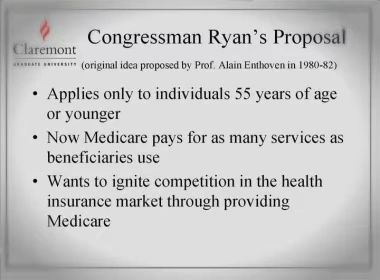 Claremont
GRADUATE UNIVERSITY
Congressman Ryan's Proposal
(original idea proposed by Prof. Alain Enthoven in 1980-82)
• Applies only to individuals 55 years of age
or younger
• Now Medicare pays for as many services as
beneficiaries use
• Wants to ignite competition in the health
insurance market through providing
Medicare